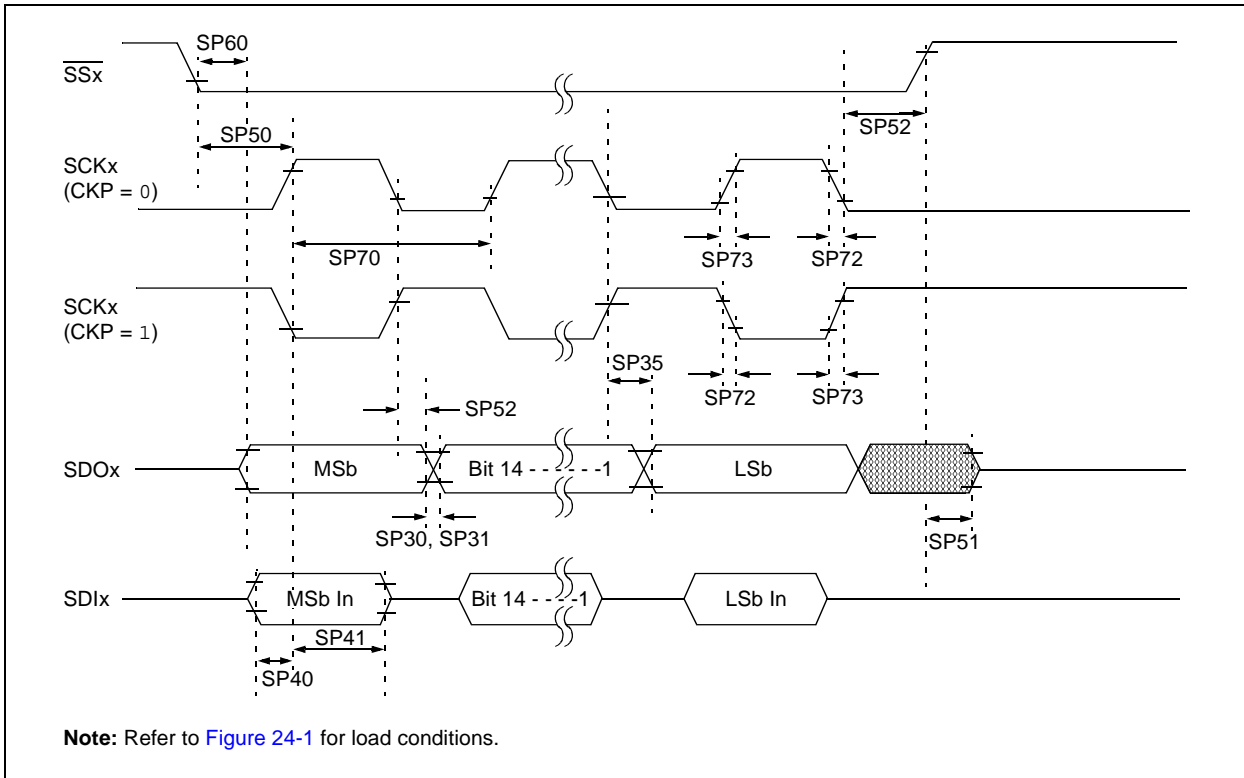 SP60
SSx
SP50
SP52
SCKx
(CKP = 0)
SP70
SP73
SP72
SCKx
(CKP = 1)
SP35
SP72
SP73
SP52
SDOx
MSb
Bit 14 - - - - - -1
LSb
SP30, SP31
SP51
SDIx
MSb In
Bit 14 - - - -1
LSb In
SP41
SP40
Note: Refer to Figure 24-1 for load conditions.